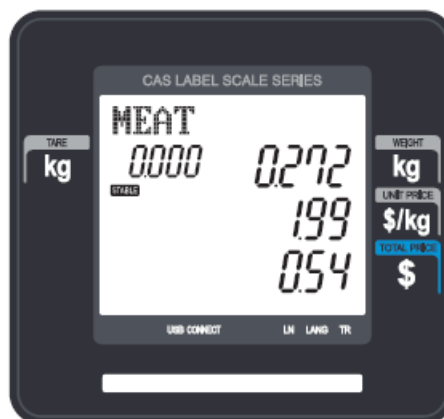 CAS LABEL SCALE SERIES
MEAT
TARE
kg
0.000
0.272
WEIGHT
kg
STABLE
1.99
UNIT PRICE
$/kg
0.54
TOTAL PRICE
$
USB CONNECT LN LANG TR